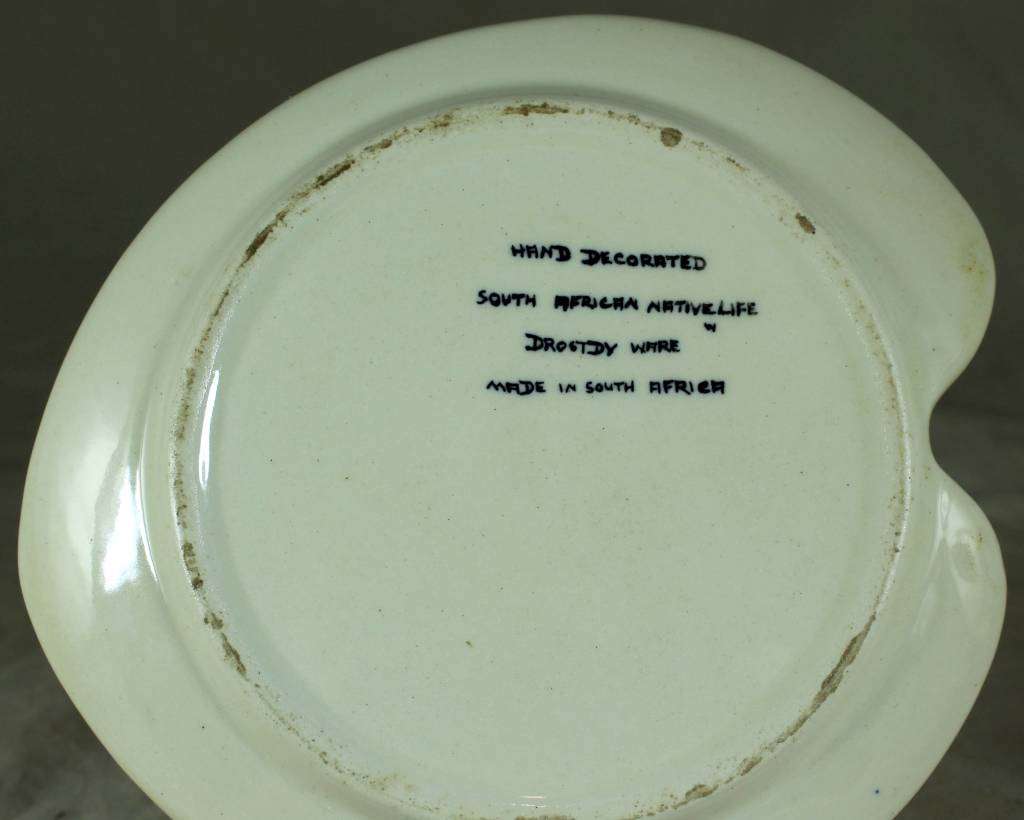 HAND DECORATED
SOUTH AFRICAN NATIVE LIFE
W
DROSTDY WARE
MADE IN SOUTH AFRICA